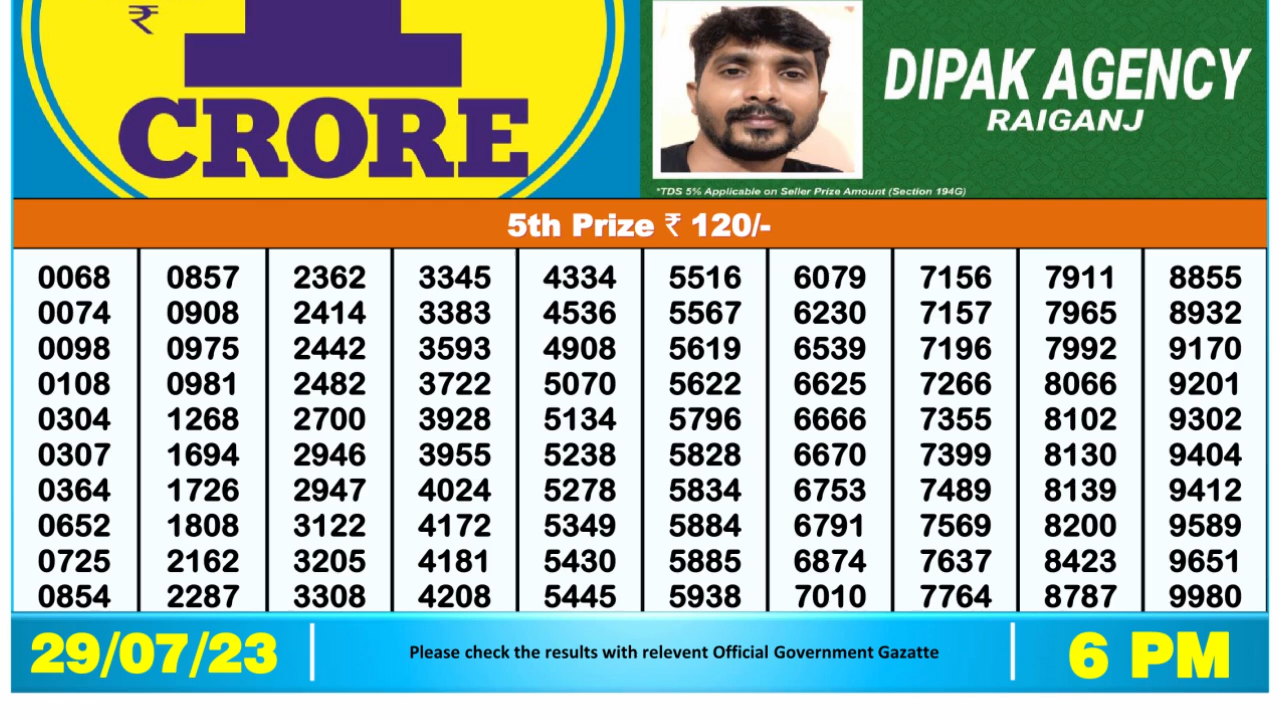 ₹ 1
CRORE
DIPAK AGENCY
RAIGANJ
*TDS 5% Applicable on Seller Prize Amount (Section 194G)
5th Prize ₹ 120/-
0068 0857 2362 3345 4334 5516 6079 7156 7911 8855
0074 0908 2414 3383 4536 5567 6230 7157 7965 8932
0098 0975 2442 3593 4908 5619 6539 7196 7992 9170
0108 0981 2482 3722 5070 5622 6625 7266 8066 9201
0304 1268 2700 3928 5134 5796 6666 7355 8102 9302
0307 1694 2946 3955 5238 5828 6670 7399 8130 9404
0364 1726 2947 4024 5278 5834 6753 7489 8139 9412
0652 1808 3122 4172 5349 5884 6791 7569 8200 9589
0725 2162 3205 4181 5430 5885 6874 7637 8423 9651
0854 2287 3308 4208 5445 5938 7010 7764 8787 9980
29/07/23
Please check the results with relevent Official Government Gazatte
6 PM